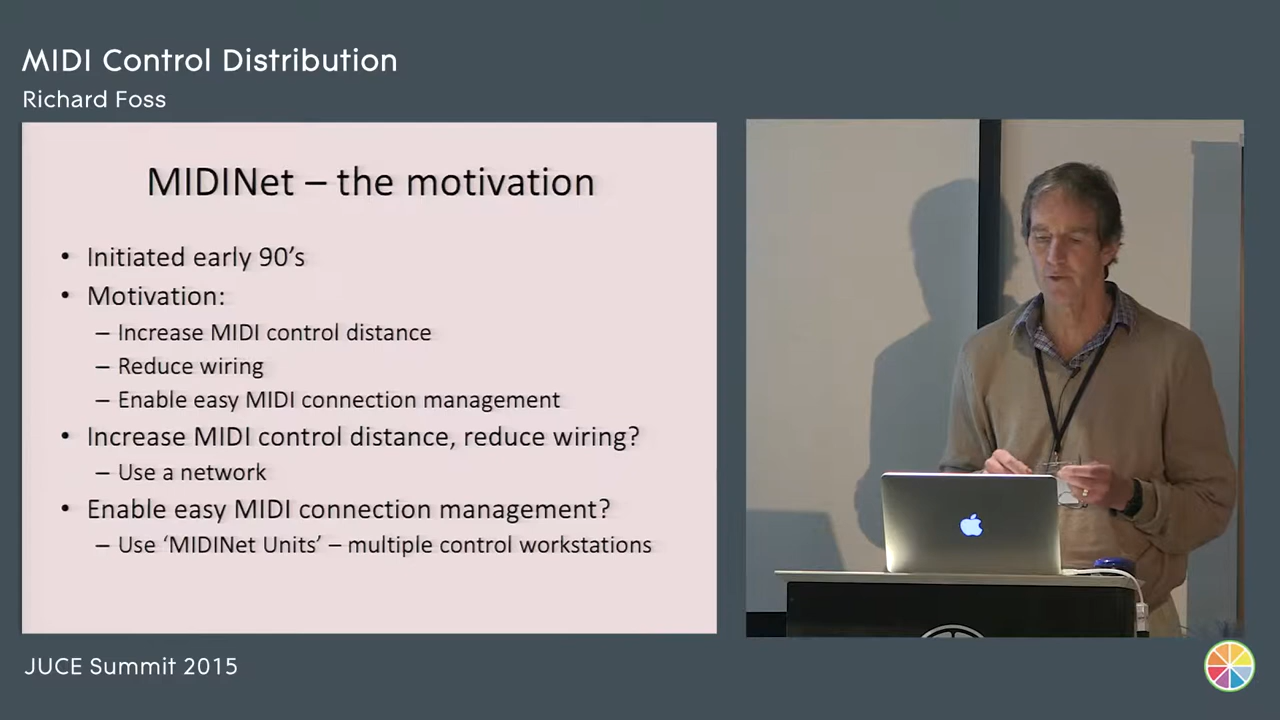 MIDI Control Distribution
Richard Foss
MIDINet – the motivation
• Initiated early 90’s
• Motivation:
– Increase MIDI control distance
– Reduce wiring
– Enable easy MIDI connection management
• Increase MIDI control distance, reduce wiring?
– Use a network
• Enable easy MIDI connection management?
– Use ‘MIDINet Units’ – multiple control workstations
JUCE Summit 2015